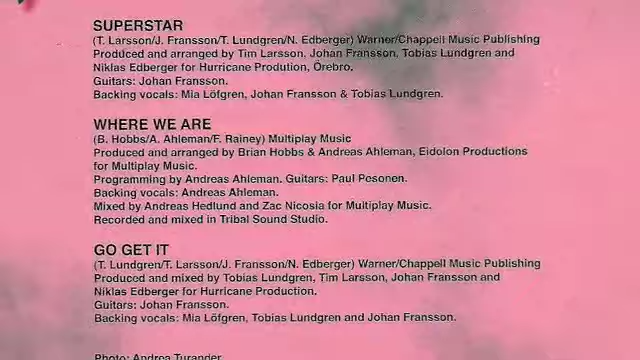 SUPERSTAR
(T. Larsson/J. Fransson/T. Lundgren/N. Edberger) Warner/Chappell Music Publishing
Produced and arranged by Tim Larsson, Johan Fransson, Tobias Lundgren and
Niklas Edberger for Hurricane Prodution, Örebro.
Guitars: Johan Fransson.
Backing vocals: Mia Löfgren, Johan Fransson & Tobias Lundgren.
WHERE WE ARE
(B. Hobbs/A. Ahleman/F. Rainey) Multiplay Music
Produced and arranged by Brian Hobbs & Andreas Ahleman, Eidolon Productions
for Multiplay Music.
Programming by Andreas Ahleman. Guitars: Paul Pesonen.
Backing vocals: Andreas Ahleman.
Mixed by Andreas Hedlund and Zac Nicosia for Multiplay Music.
Recorded and mixed in Tribal Sound Studio.
GO GET IT
(T. Lundgren/T. Larsson/J. Fransson/N. Edberger) Warner/Chappell Music Publishing
Produced and mixed by Tobias Lundgren, Tim Larsson, Johan Fransson and
Niklas Edberger for Hurricane Production.
Guitars: Johan Fransson.
Backing vocals: Mia Löfgren, Tobias Lundgren and Johan Fransson.
Photo: Andrea Turander